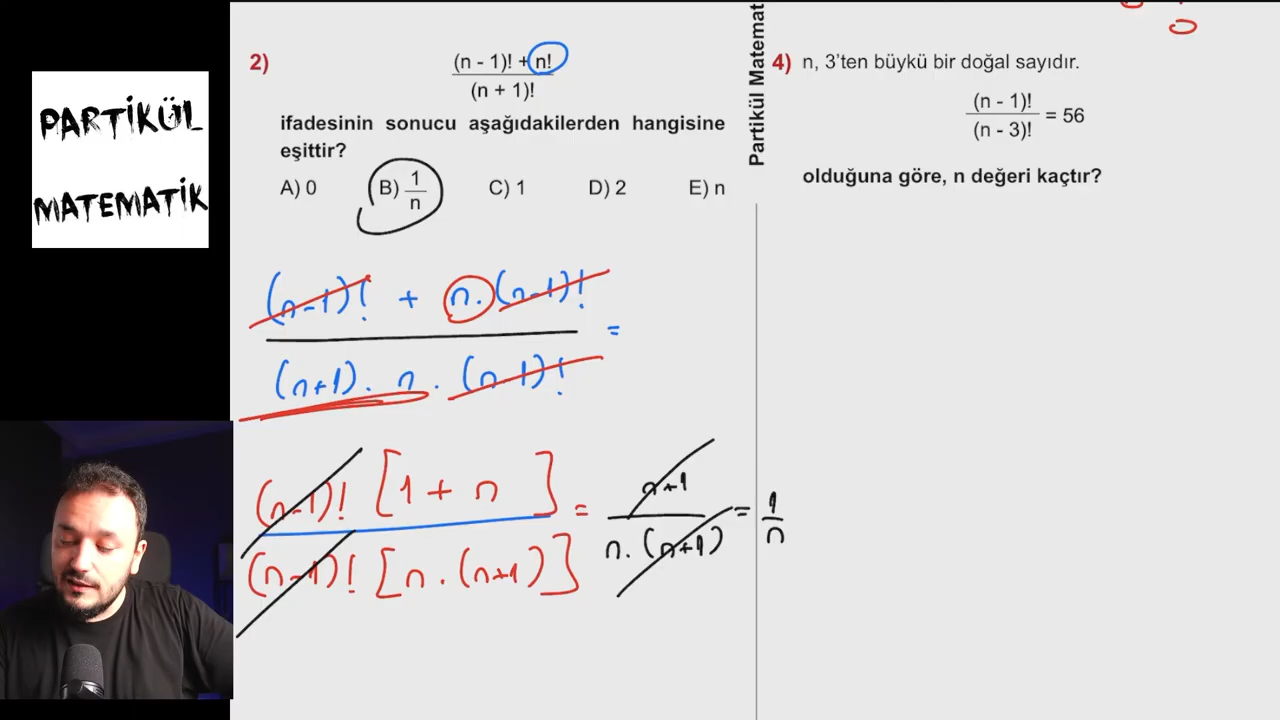 PARTİKÜL
MATEMATİK
2)
(n - 1)! + n!
(n + 1)!
ifadesinin sonucu aşağıdakilerden hangisine
eşittir?
A) 0 B) 1/n C) 1 D) 2 E) n
(n-1)! + n.(n-1)!
=
(n+1). n . (n-1)!
(n-1)! [1 + n ] = n+1 = 1
(n-1)! [n . (n+1)] n. (n+1) n
Partikül Matemat
4) n, 3'ten büykü bir doğal sayıdır.
(n - 1)!
(n - 3)! = 56
olduğuna göre, n değeri kaçtır?